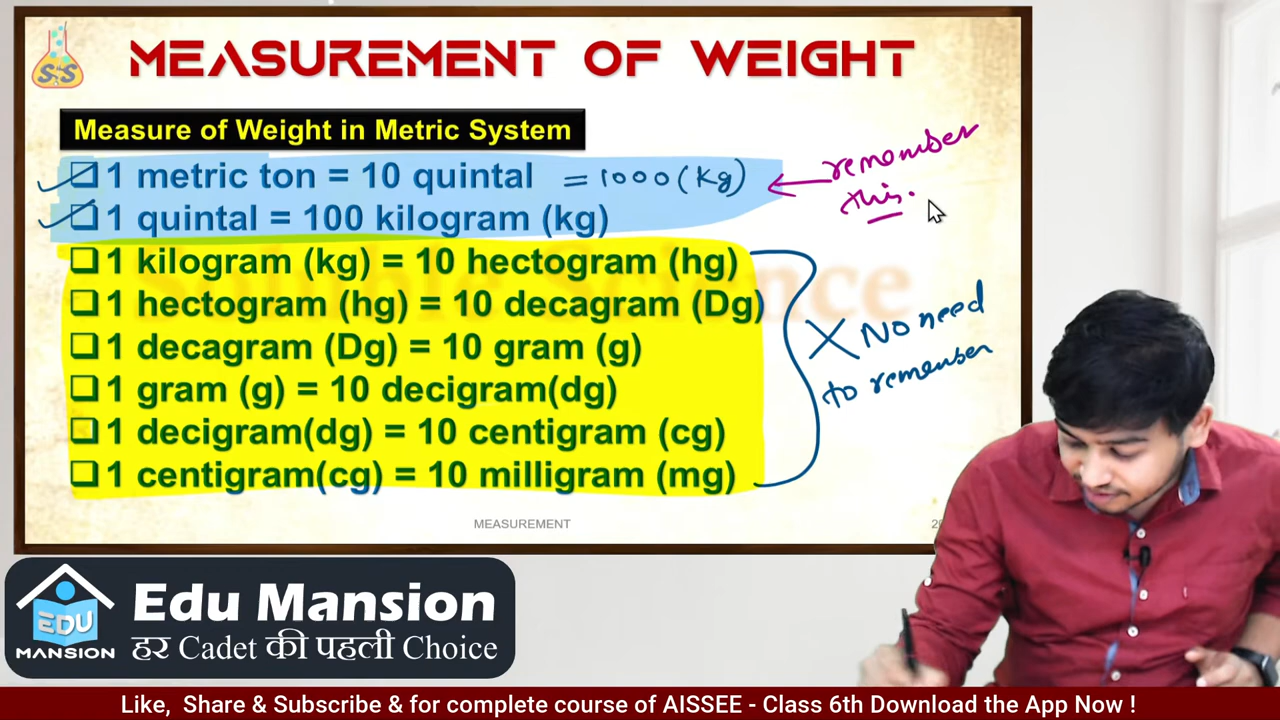 S S
MEASUREMENT OF WEIGHT
Measure of Weight in Metric System
1 metric ton = 10 quintal = 1000 (kg)
1 quintal = 100 kilogram (kg)
remember
this.
1 kilogram (kg) = 10 hectogram (hg)
1 hectogram (hg) = 10 decagram (Dg)
1 decagram (Dg) = 10 gram (g)
1 gram (g) = 10 decigram(dg)
1 decigram(dg) = 10 centigram (cg)
1 centigram(cg) = 10 milligram (mg)
X No need
to remember
MEASUREMENT
EDU
MANSION
Edu Mansion
हर Cadet की पहली Choice
Like, Share & Subscribe & for complete course of AISSEE - Class 6th Download the App Now !